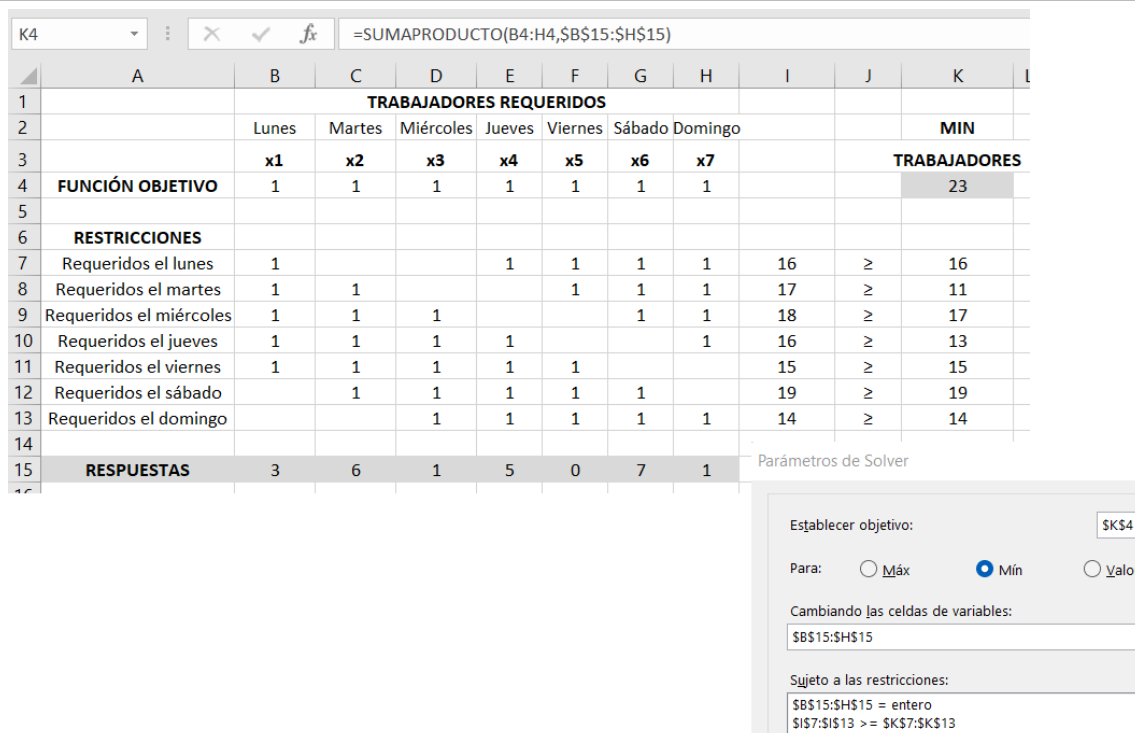 K4 fx =SUMAPRODUCTO(B4:H4,$B$15:$H$15)
A B C D E F G H I J K
1 TRABAJADORES REQUERIDOS
2 Lunes Martes Miércoles Jueves Viernes Sábado Domingo MIN
3 x1 x2 x3 x4 x5 x6 x7 TRABAJADORES
4 FUNCIÓN OBJETIVO 1 1 1 1 1 1 1 23
5
6 RESTRICCIONES
7 Requeridos el lunes 1 1 1 1 1 16 ≥ 16
8 Requeridos el martes 1 1 1 1 1 17 ≥ 11
9 Requeridos el miércoles 1 1 1 1 1 18 ≥ 17
10 Requeridos el jueves 1 1 1 1 1 16 ≥ 13
11 Requeridos el viernes 1 1 1 1 1 15 ≥ 15
12 Requeridos el sábado 1 1 1 1 1 19 ≥ 19
13 Requeridos el domingo 1 1 1 1 1 14 ≥ 14
14
15 RESPUESTAS 3 6 1 5 0 7 1
Parámetros de Solver
Establecer objetivo: $K$4
Para: Máx Mín Valo
Cambiando las celdas de variables:
$B$15:$H$15
Sujeto a las restricciones:
$B$15:$H$15 = entero
$I$7:$I$13 >= $K$7:$K$13